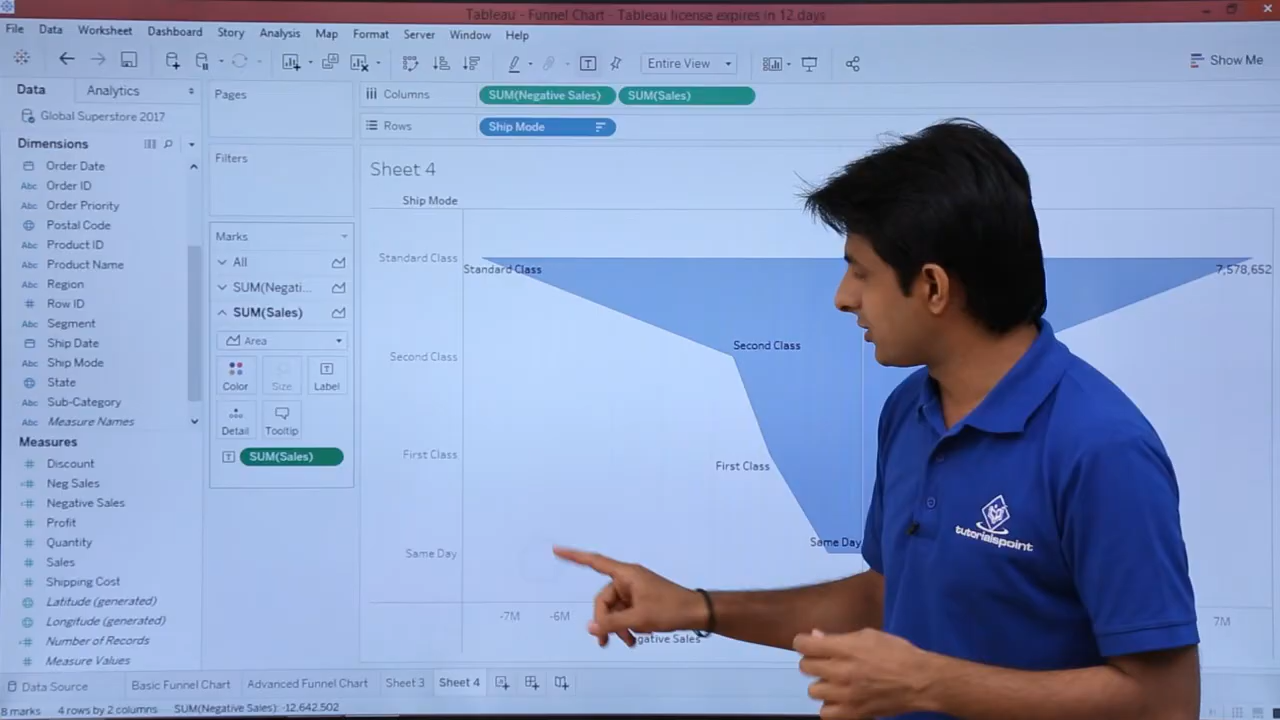 Tableau - Funnel Chart - Tableau license expires in 12 days
File Data Worksheet Dashboard Story Analysis Map Format Server Window Help
Entire View
Show Me
Data Analytics
Global Superstore 2017
Dimensions
Order Date
Order ID
Order Priority
Postal Code
Product ID
Product Name
Region
Row ID
Segment
Ship Date
Ship Mode
State
Sub-Category
Measure Names
Measures
Discount
Neg Sales
Negative Sales
Profit
Quantity
Sales
Shipping Cost
Latitude (generated)
Longitude (generated)
Number of Records
Measure Values
Pages
Filters
Marks
All
SUM(Negati...
SUM(Sales)
Area
Color Size Label
Detail Tooltip
SUM(Sales)
Columns SUM(Negative Sales) SUM(Sales)
Rows Ship Mode
Sheet 4
Ship Mode
Standard Class
Standard Class 7,578,652
Second Class
Second Class
First Class
First Class
Same Day
Same Day
-7M -6M 7M
egative Sales
tutorialspoint
Data Source Basic Funnel Chart Advanced Funnel Chart Sheet 3 Sheet 4
8 marks 4 rows by 2 columns SUM(Negative Sales): -12,642,502